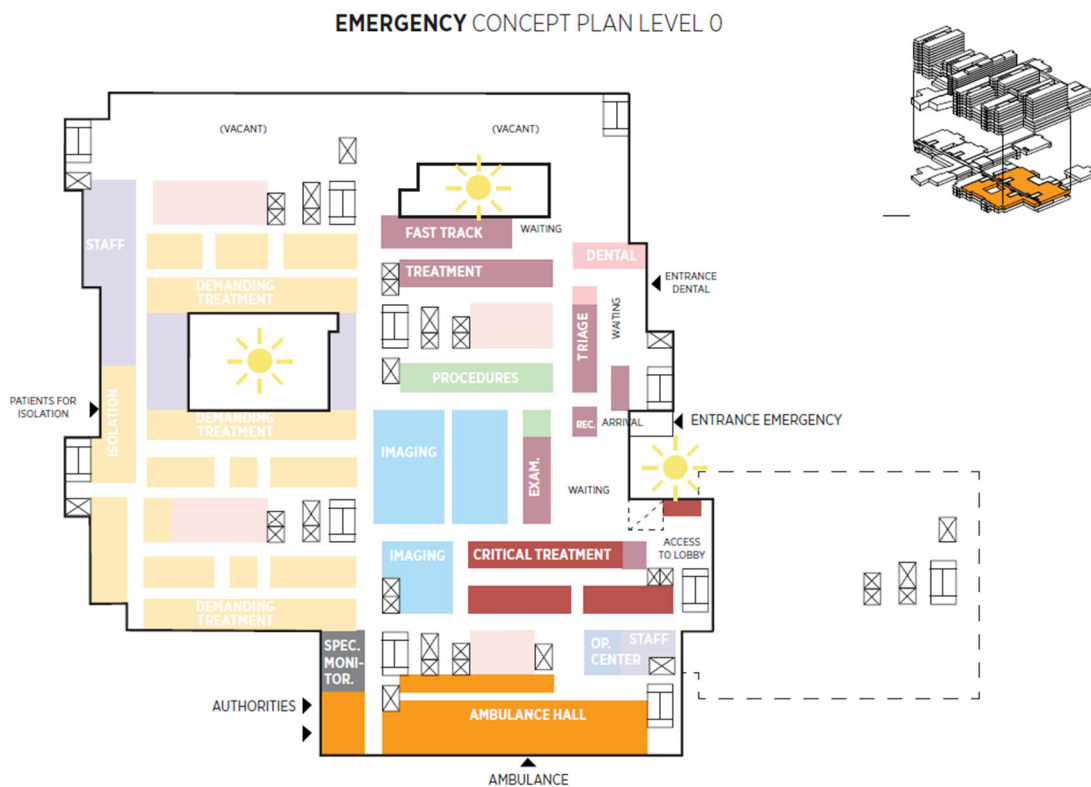 EMERGENCY CONCEPT PLAN LEVEL 0
(VACANT)
(VACANT)
STAFF
FAST TRACK
WAITING
DENTAL
TREATMENT
ENTRANCE
DENTAL
DEMANDING
TREATMENT
WAITING
TRIAGE
PROCEDURES
PATIENTS FOR
ISOLATION
ISOLATION
DEMANDING
TREATMENT
REC.
ARRIVAL
ENTRANCE EMERGENCY
IMAGING
EXAM.
WAITING
IMAGING
CRITICAL TREATMENT
ACCESS
TO LOBBY
DEMANDING
TREATMENT
SPEC.
MONI-
TOR.
OP.
CENTER
STAFF
AUTHORITIES
AMBULANCE HALL
AMBULANCE